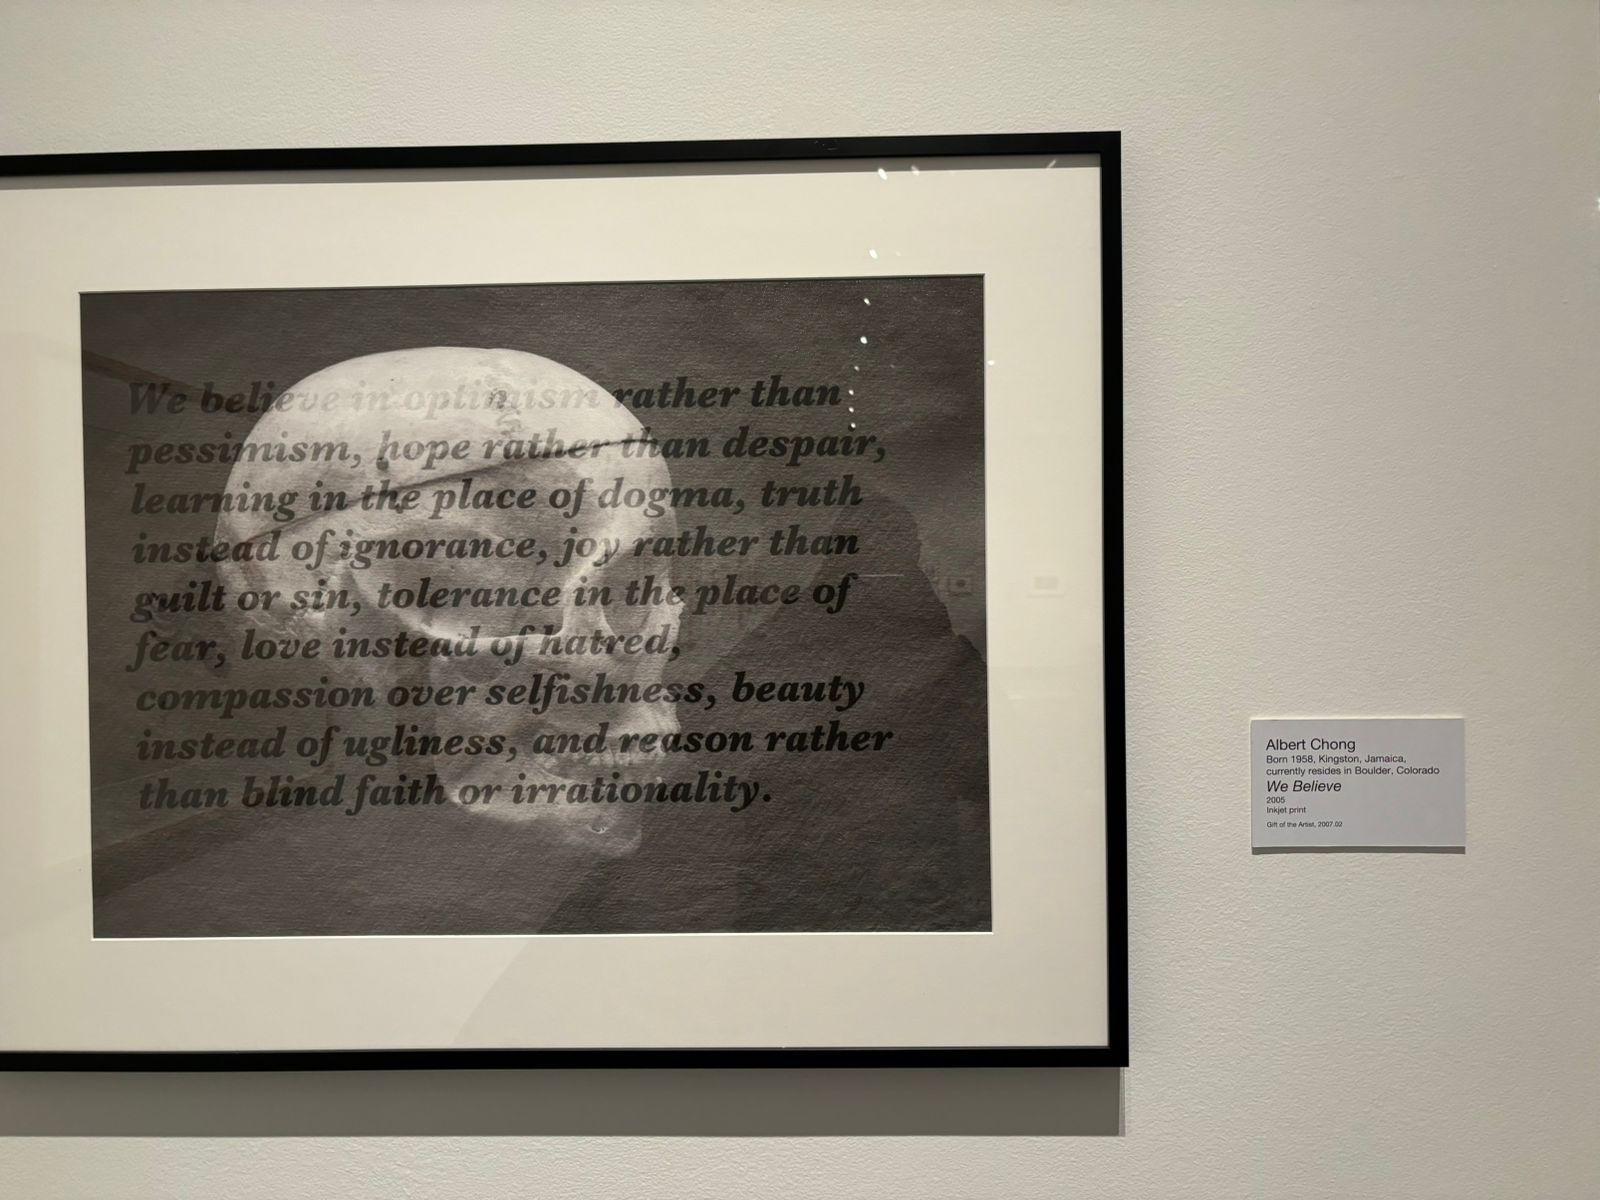 We believe in optimism rather than
pessimism, hope rather than despair,
learning in the place of dogma, truth
instead of ignorance, joy rather than
guilt or sin, tolerance in the place of
fear, love instead of hatred,
compassion over selfishness, beauty
instead of ugliness, and reason rather
than blind faith or irrationality.
Albert Chong
Born 1958, Kingston, Jamaica,
currently resides in Boulder, Colorado
We Believe
2005
Inkjet print
Gift of the Artist, 2007.02